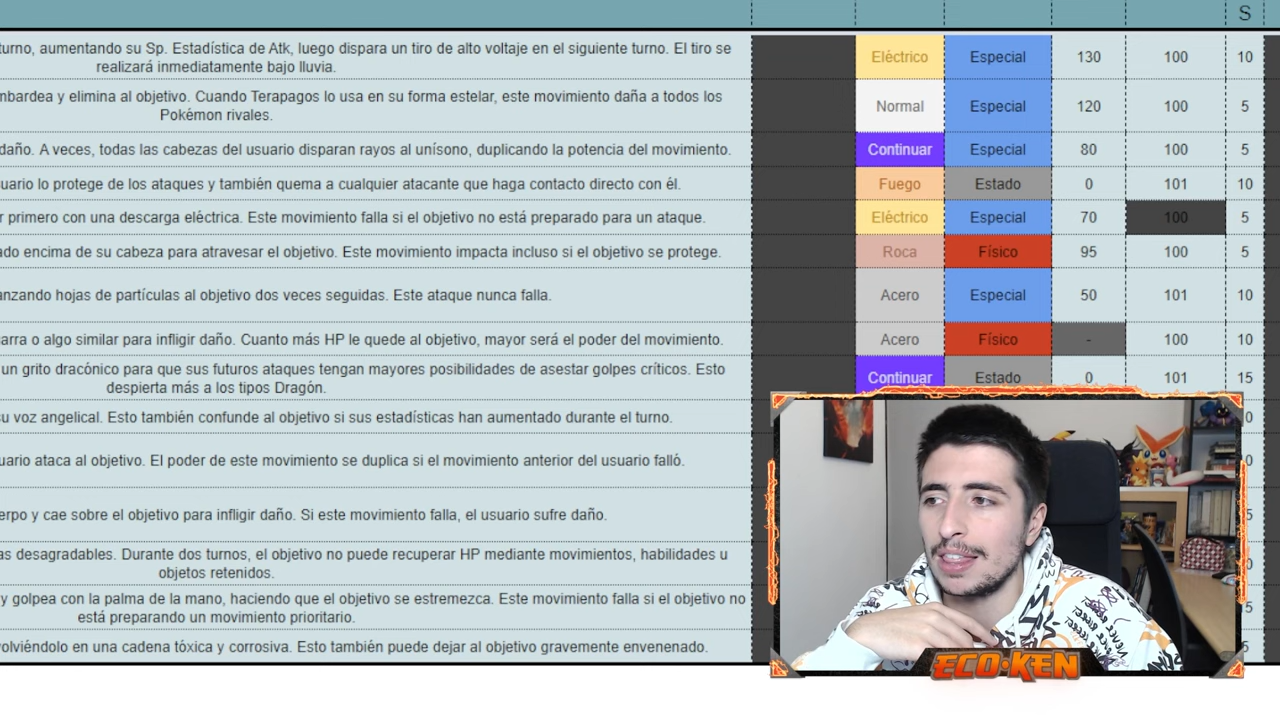 S
turno, aumentando su Sp. Estadística de Atk, luego dispara un tiro de alto voltaje en el siguiente turno. El tiro se
realizará inmediatamente bajo lluvia.
Eléctrico Especial 130 100 10
mbardea y elimina al objetivo. Cuando Terapagos lo usa en su forma estelar, este movimiento daña a todos los
Pokémon rivales.
Normal Especial 120 100 5
daño. A veces, todas las cabezas del usuario disparan rayos al unísono, duplicando la potencia del movimiento. Continuar Especial 80 100 5
uario lo protege de los ataques y también quema a cualquier atacante que haga contacto directo con él. Fuego Estado 0 101 10
r primero con una descarga eléctrica. Este movimiento falla si el objetivo no está preparado para un ataque. Eléctrico Especial 70 100 5
ado encima de su cabeza para atravesar el objetivo. Este movimiento impacta incluso si el objetivo se protege. Roca Físico 95 100 5
anzando hojas de partículas al objetivo dos veces seguidas. Este ataque nunca falla. Acero Especial 50 101 10
arra o algo similar para infligir daño. Cuanto más HP le quede al objetivo, mayor será el poder del movimiento. Acero Físico - 100 10
un grito dracónico para que sus futuros ataques tengan mayores posibilidades de asestar golpes críticos. Esto
despierta más a los tipos Dragón.
Continuar Estado 0 101 15
su voz angelical. Esto también confunde al objetivo si sus estadísticas han aumentado durante el turno. 0
uario ataca al objetivo. El poder de este movimiento se duplica si el movimiento anterior del usuario falló. 0
erpo y cae sobre el objetivo para infligir daño. Si este movimiento falla, el usuario sufre daño. 5
as desagradables. Durante dos turnos, el objetivo no puede recuperar HP mediante movimientos, habilidades u
objetos retenidos.
0
y golpea con la palma de la mano, haciendo que el objetivo se estremezca. Este movimiento falla si el objetivo no
está preparando un movimiento prioritario.
5
volviéndolo en una cadena tóxica y corrosiva. Esto también puede dejar al objetivo gravemente envenenado. 5
ECO·KEN